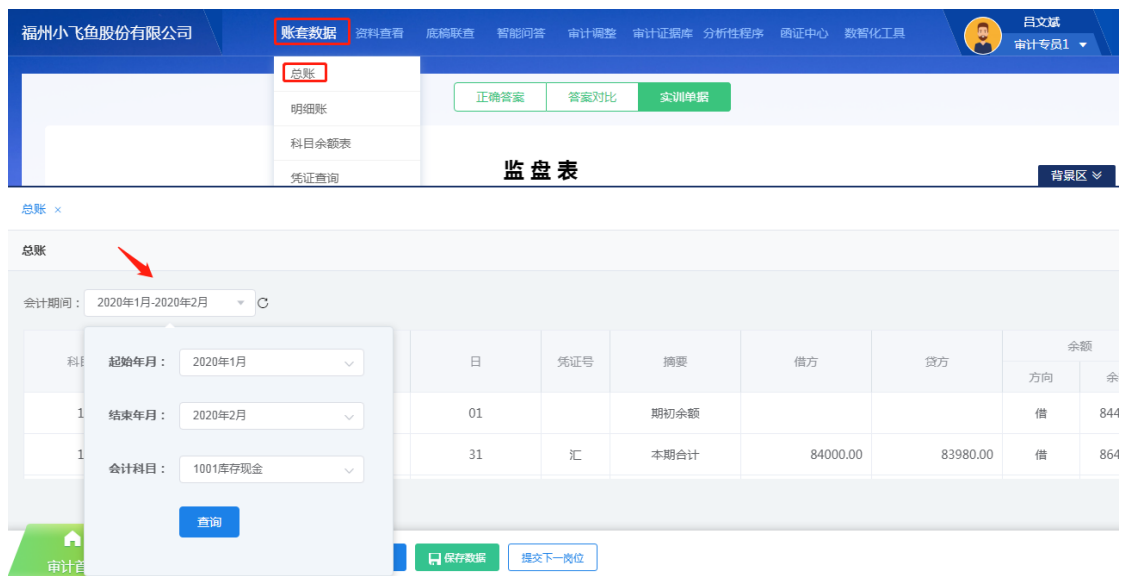 福州小飞鱼股份有限公司 账套数据 资料查看 底稿联查 智能问答 审计调整 审计证据库 分析性程序 函证中心 数智化工具 吕文斌
审计专员1
总账
明细账
科目余额表
凭证查询
正确答案 答案对比 实训单据
监盘表
背景区
总账 ×
总账
会计期间： 2020年1月-2020年2月
科 日 凭证号 摘要 借方 贷方 余额
方向 余
1 01 期初余额 借 844
1 31 汇 本期合计 84000.00 83980.00 借 864
起始年月： 2020年1月
结束年月： 2020年2月
会计科目： 1001库存现金
查询
审计首 保存数据 提交下一岗位